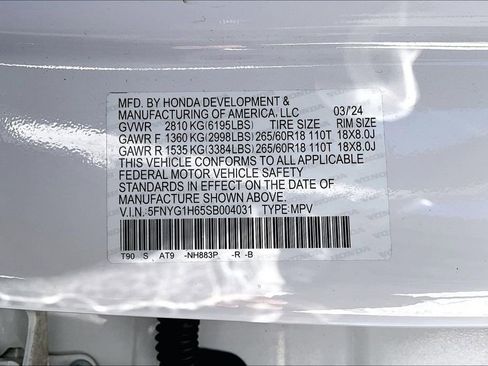 MFD. BY HONDA DEVELOPMENT &
MANUFACTURING OF AMERICA, LLC 03/24
GVWR 2810 KG(6195LBS) TIRE SIZE RIM SIZE
GAWR F 1360 KG(2998LBS) 265/60R18 110T 18X8.0J
GAWR R 1535 KG(3384LBS) 265/60R18 110T 18X8.0J
THIS VEHICLE CONFORMS TO ALL APPLICABLE
FEDERAL MOTOR VEHICLE SAFETY
STANDARDS IN EFFECT ON THE DATE OF
MANUFACTURE SHOWN ABOVE.
V.I.N. 5FNYG1H65SB004031 TYPE: MPV
T90 S AT9 -NH883P -R -B